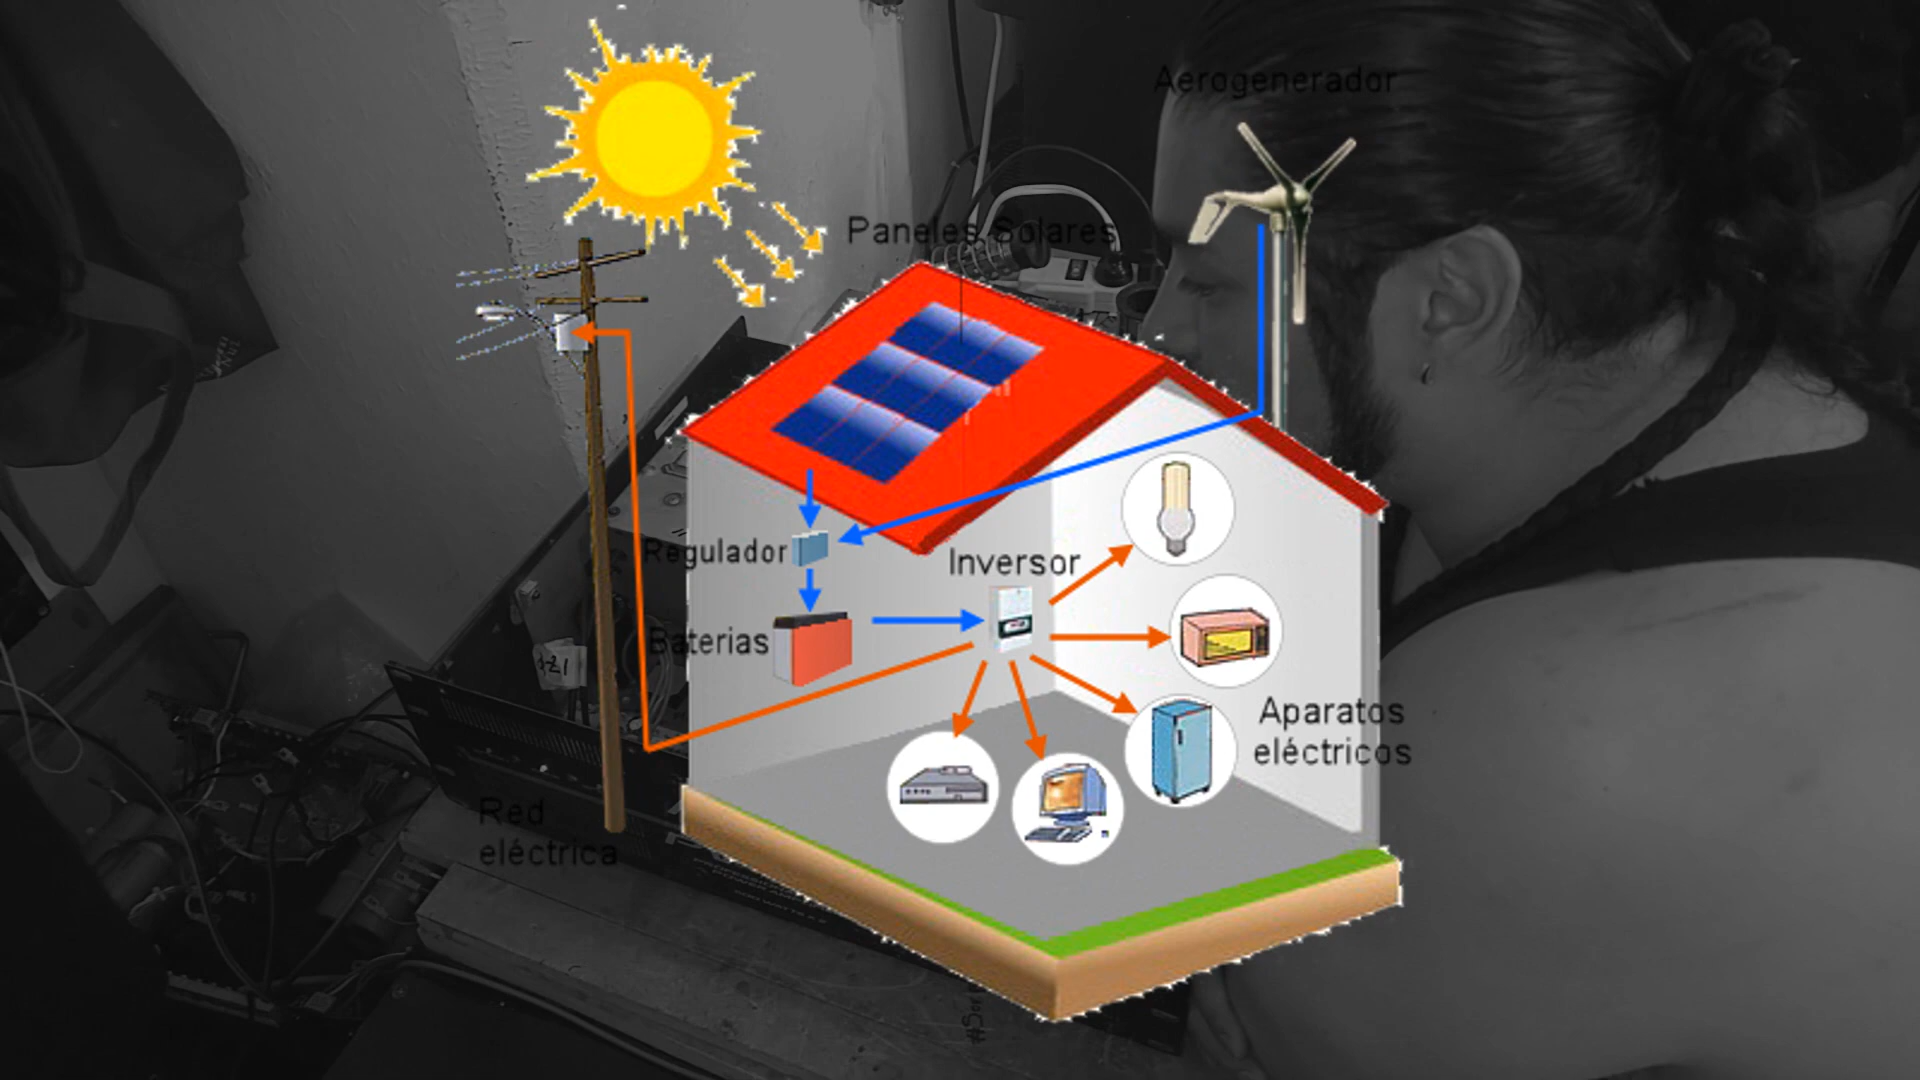 Aerogenerador
Paneles Solares
Regulador
Inversor
Baterias
Aparatos
eléctricos
Red
eléctrica